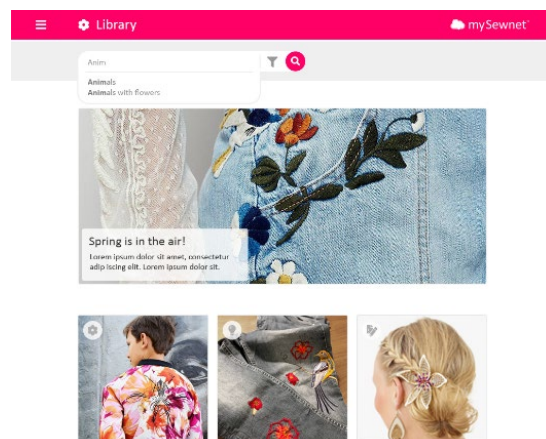 Library
mySewnet
Anim
Animals
Animals with flowers
Spring is in the air!
Lorem ipsum dolor sit amet, consectetur
adip iscing elit. Lorem ipsum dolor sit.